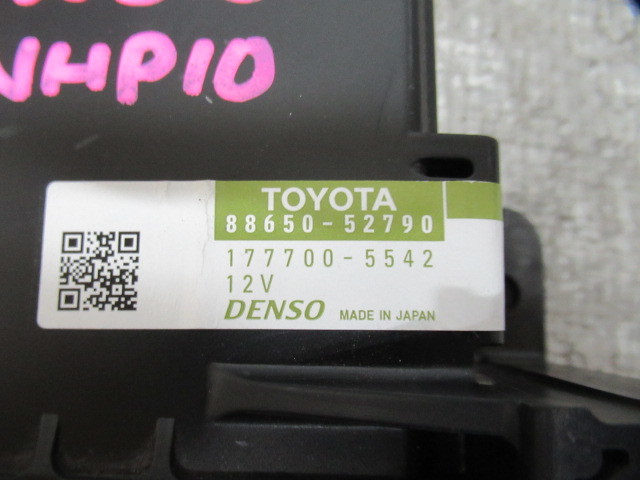 NHP10
TOYOTA
88650-52790
177700-5542
12V
DENSO MADE IN JAPAN